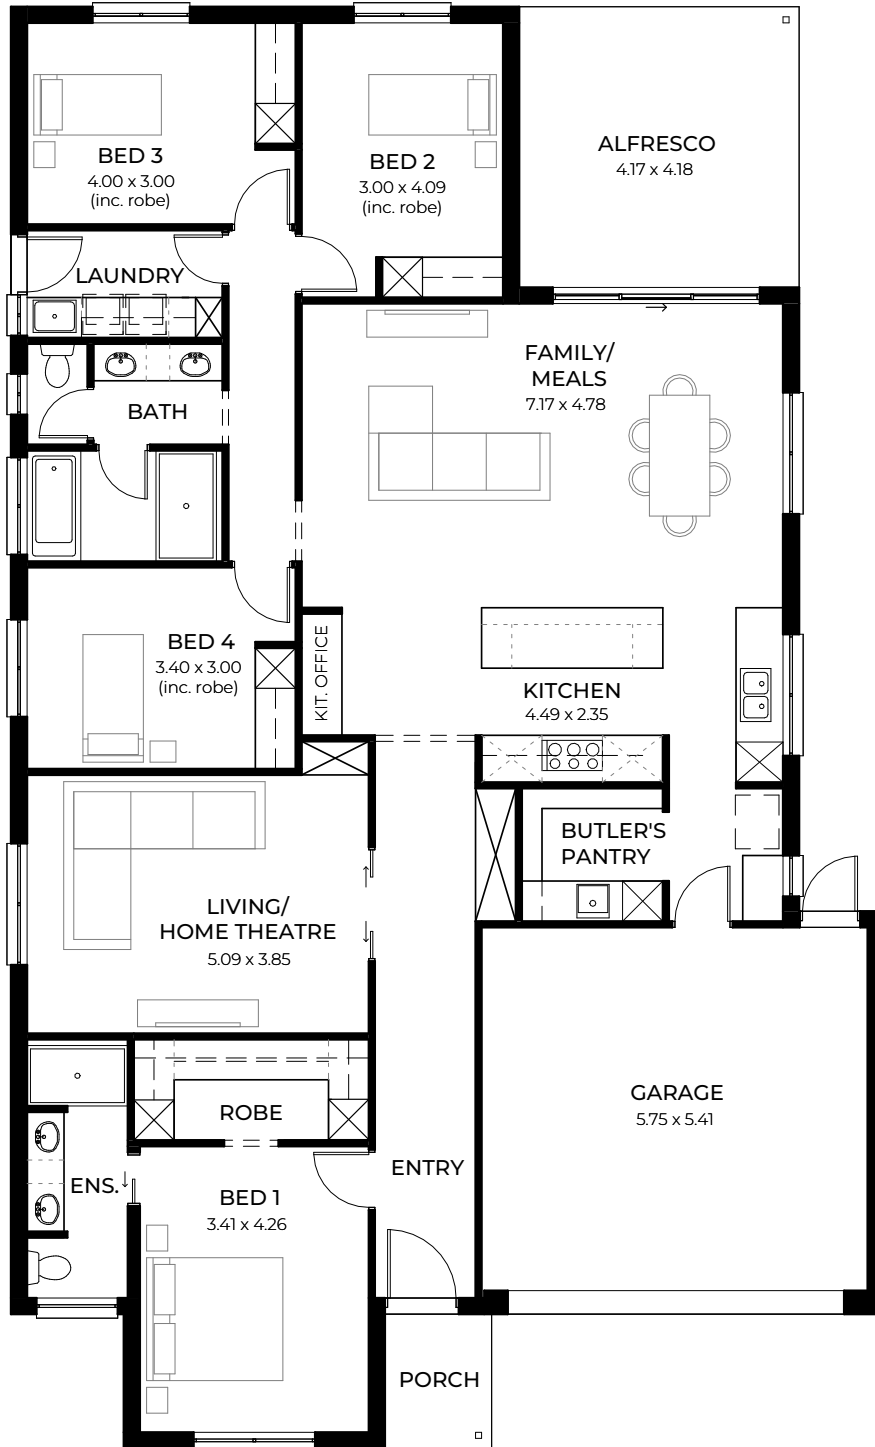 BED 3
4.00 x 3.00
(inc. robe)
BED 2
3.00 x 4.09
(inc. robe)
ALFRESCO
4.17 x 4.18
LAUNDRY
FAMILY/
MEALS
7.17 x 4.78
BATH
BED 4
3.40 x 3.00
(inc. robe)
KIT. OFFICE
KITCHEN
4.49 x 2.35
BUTLER'S
PANTRY
LIVING/
HOME THEATRE
5.09 x 3.85
GARAGE
5.75 x 5.41
ROBE
ENTRY
ENS.
BED 1
3.41 x 4.26
PORCH